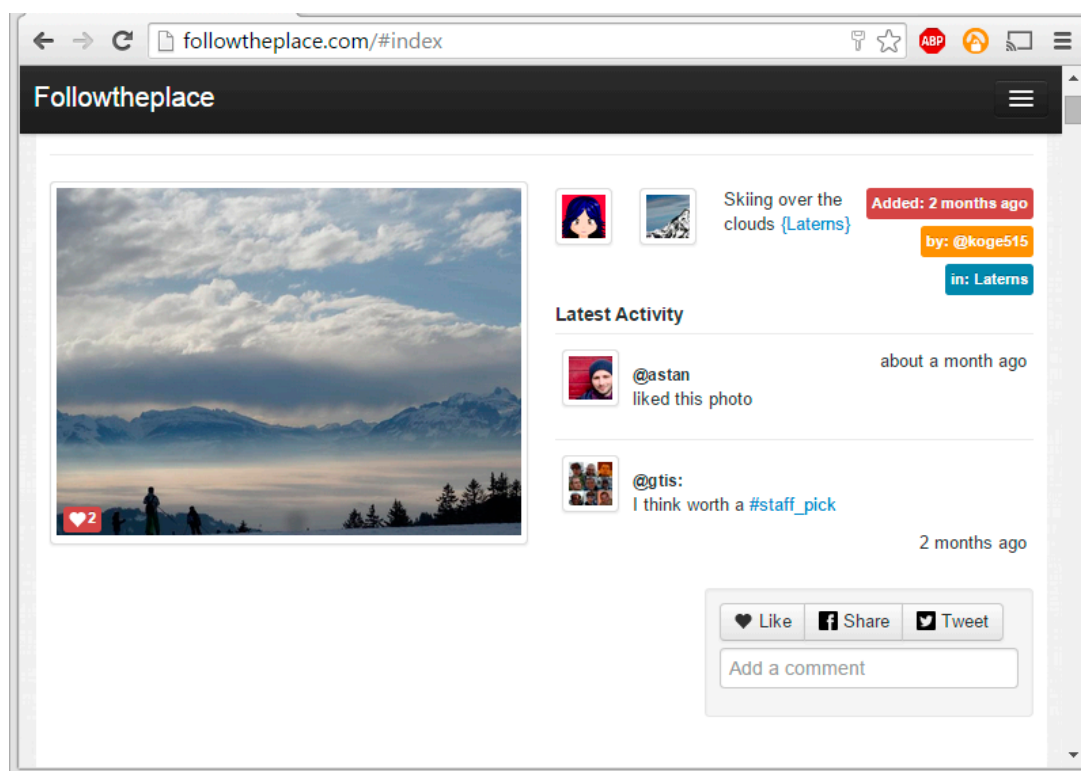 followtheplace.com/#index
ABP
Followtheplace
Skiing over the
clouds {Laterns}
Added: 2 months ago
by: @koge515
in: Laterns
Latest Activity
@astan
liked this photo
about a month ago
@gtis:
I think worth a #staff_pick
2 months ago
2
Like
Share
Tweet
Add a comment